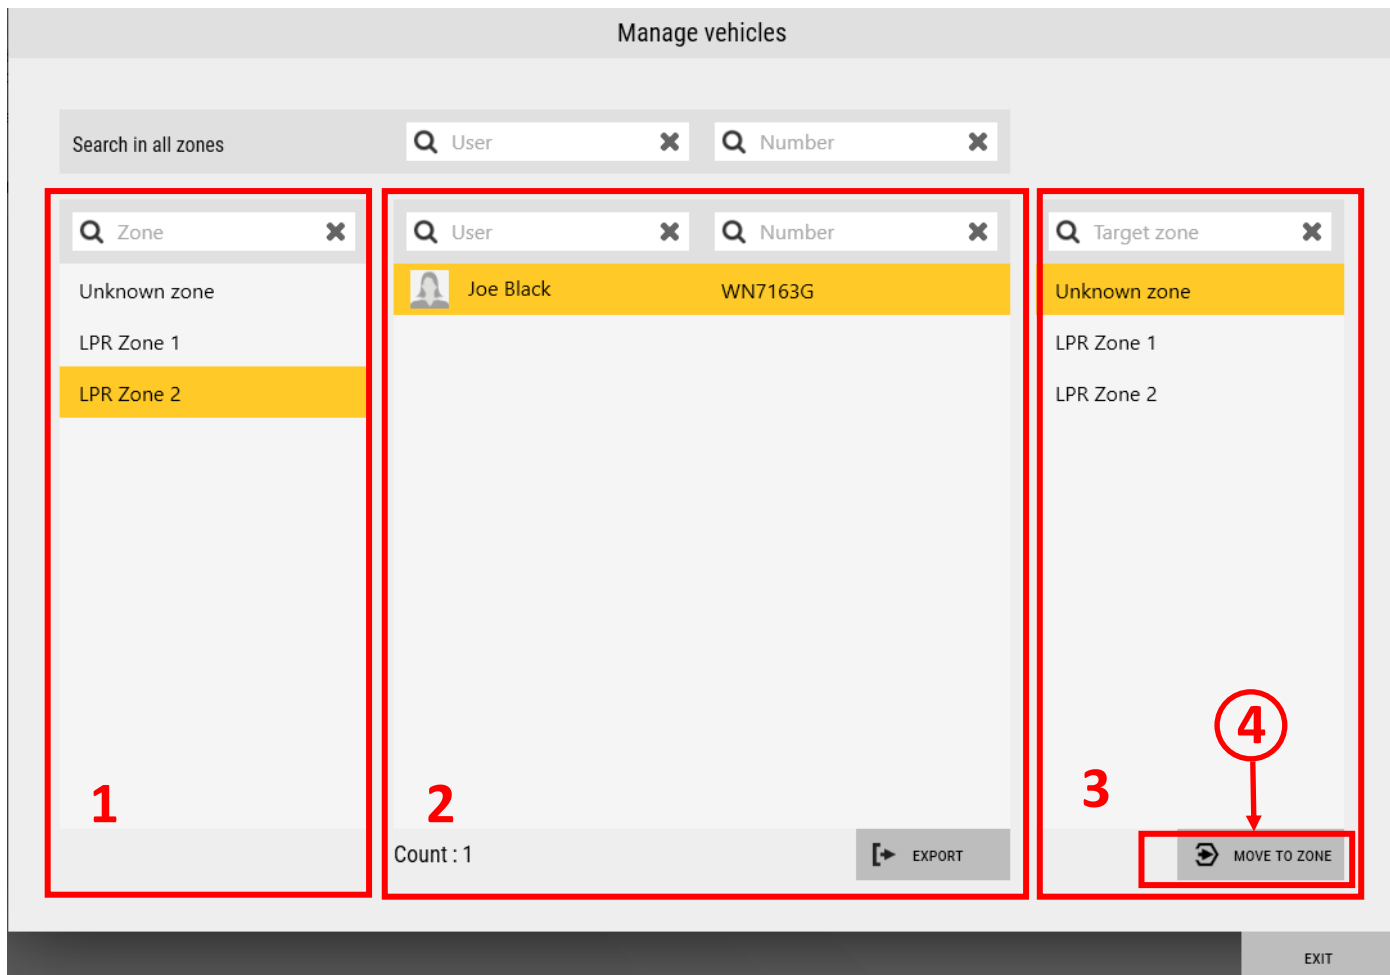 Manage vehicles
Search in all zones
User
Number
Zone
User
Number
Target zone
Unknown zone
Joe Black
WN7163G
Unknown zone
LPR Zone 1
LPR Zone 1
LPR Zone 2
LPR Zone 2
4
1
2
3
Count : 1
EXPORT
MOVE TO ZONE
EXIT